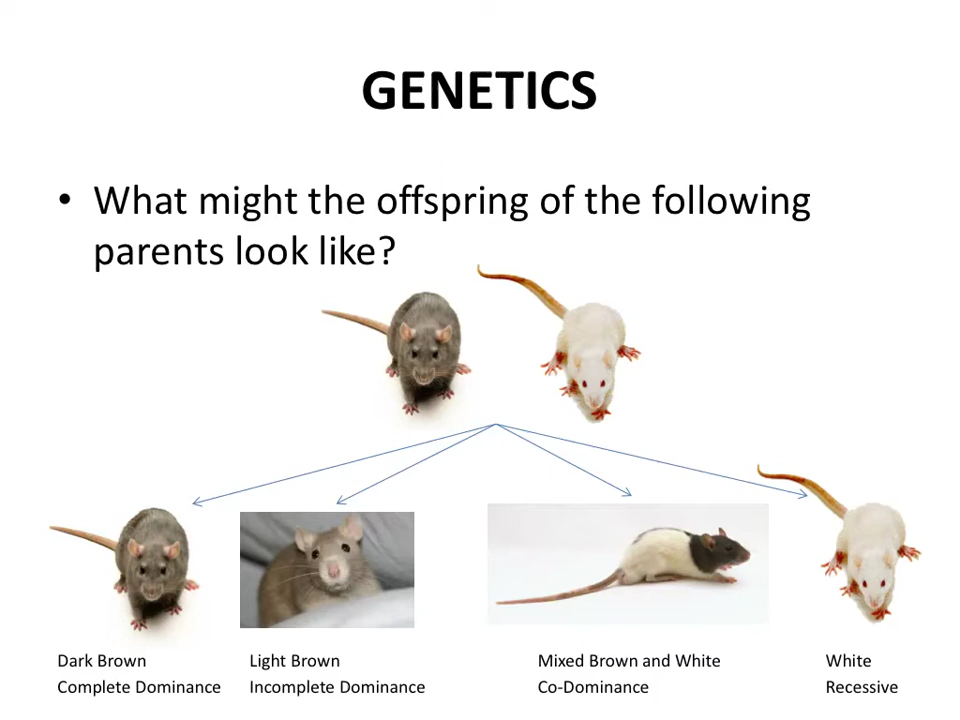 GENETICS
• What might the offspring of the following
parents look like?
Dark Brown
Complete Dominance
Light Brown
Incomplete Dominance
Mixed Brown and White
Co-Dominance
White
Recessive